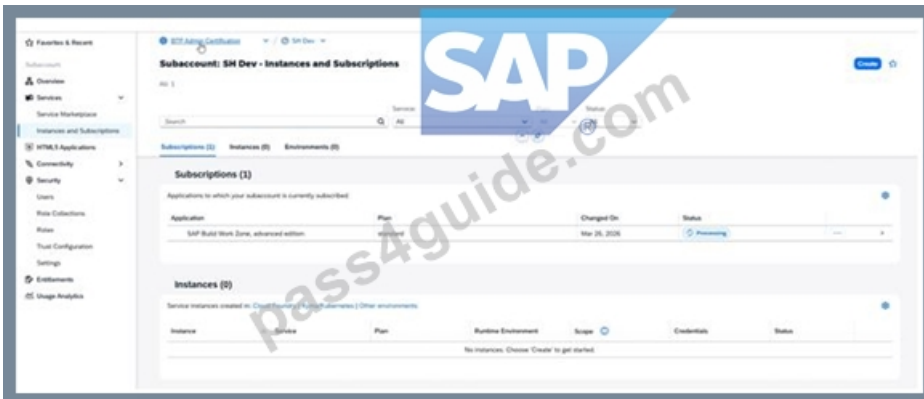 SAP
Favorites & Recent
BTP Admin Certification / SH Dev
Subaccount
Subaccount: SH Dev - Instances and Subscriptions
Create
Overview
All: 1
Services
Service Marketplace
Service: Status:
Instances and Subscriptions
Search All All
HTML5 Applications
Subscriptions (1) Instances (0) Environments (0)
Connectivity
Security
Subscriptions (1)
Users
Applications to which your subaccount is currently subscribed.
Role Collections
Application Plan Changed On Status
Roles
SAP Build Work Zone, advanced edition standard Mar 26, 2026 Processing
Trust Configuration
Settings
Entitlements
Instances (0)
Usage Analytics
Service instances created in: Cloud Foundry | Kyma/Kubernetes | Other environments
Instance Service Plan Runtime Environment Scope Credentials Status
No instances. Choose 'Create' to get started.
pass4guide.com